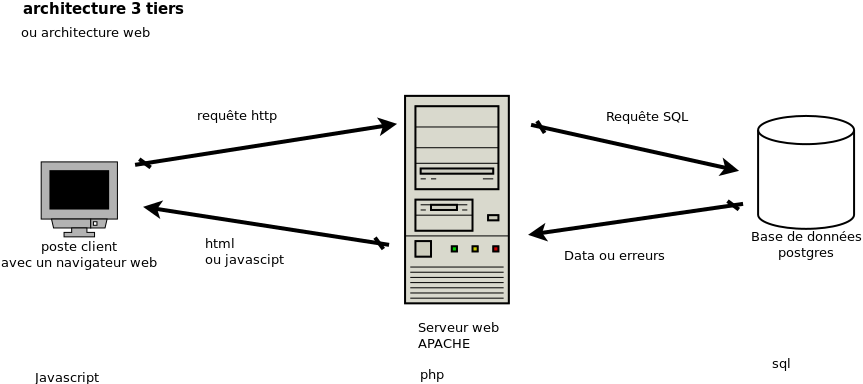 architecture 3 tiers
ou architecture web
requête http
Requête SQL
poste client
avec un navigateur web
html
ou javascipt
Data ou erreurs
Base de données
postgres
Serveur web
APACHE
Javascript
php
sql